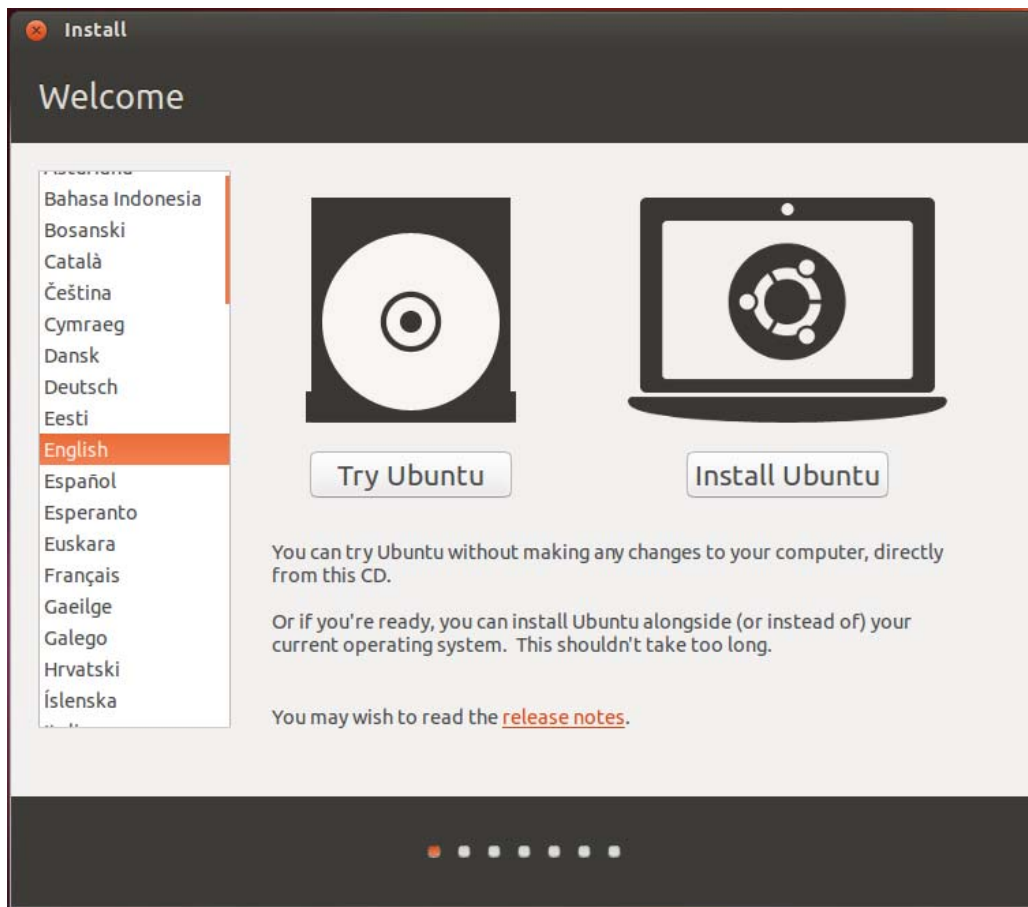 Install
Welcome
Bahasa Indonesia
Bosanski
Català
Čeština
Cymraeg
Dansk
Deutsch
Eesti
English
Español
Esperanto
Euskara
Français
Gaeilge
Galego
Hrvatski
Íslenska
Try Ubuntu
Install Ubuntu
You can try Ubuntu without making any changes to your computer, directly
from this CD.
Or if you're ready, you can install Ubuntu alongside (or instead of) your
current operating system.  This shouldn't take too long.
You may wish to read the release notes.